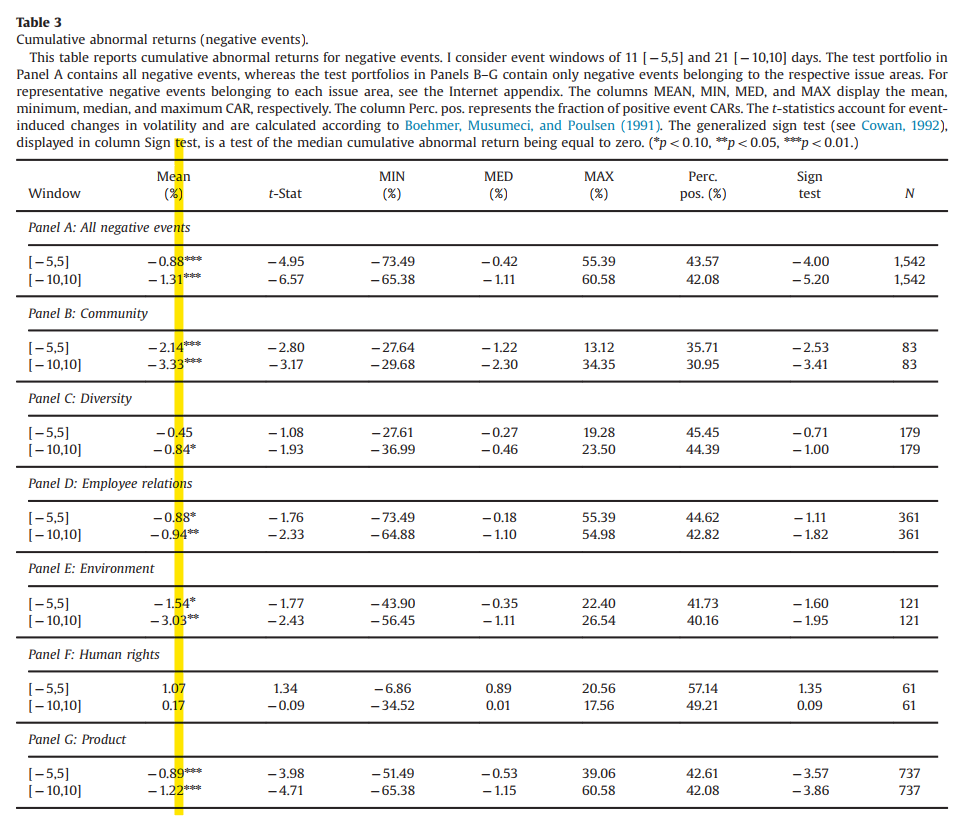 Table 3
Cumulative abnormal returns (negative events).
This table reports cumulative abnormal returns for negative events. I consider event windows of 11 [−5,5] and 21 [−10,10] days. The test portfolio in
Panel A contains all negative events, whereas the test portfolios in Panels B–G contain only negative events belonging to the respective issue areas. For
representative negative events belonging to each issue area, see the Internet appendix. The columns MEAN, MIN, MED, and MAX display the mean,
minimum, median, and maximum CAR, respectively. The column Perc. pos. represents the fraction of positive event CARs. The t-statistics account for event-
induced changes in volatility and are calculated according to Boehmer, Musumeci, and Poulsen (1991). The generalized sign test (see Cowan, 1992),
displayed in column Sign test, is a test of the median cumulative abnormal return being equal to zero. (*p < 0.10, **p < 0.05, ***p < 0.01.)
Mean MIN MED MAX Perc. Sign
Window (%) t-Stat (%) (%) (%) pos. (%) test N
Panel A: All negative events
[−5,5] −0.88*** −4.95 −73.49 −0.42 55.39 43.57 −4.00 1,542
[−10,10] −1.31*** −6.57 −65.38 −1.11 60.58 42.08 −5.20 1,542
Panel B: Community
[−5,5] −2.14*** −2.80 −27.64 −1.22 13.12 35.71 −2.53 83
[−10,10] −3.33*** −3.17 −29.68 −2.30 34.35 30.95 −3.41 83
Panel C: Diversity
[−5,5] −0.45 −1.08 −27.61 −0.27 19.28 45.45 −0.71 179
[−10,10] −0.84* −1.93 −36.99 −0.46 23.50 44.39 −1.00 179
Panel D: Employee relations
[−5,5] −0.88* −1.76 −73.49 −0.18 55.39 44.62 −1.11 361
[−10,10] −0.94** −2.33 −64.88 −1.10 54.98 42.82 −1.82 361
Panel E: Environment
[−5,5] −1.54* −1.77 −43.90 −0.35 22.40 41.73 −1.60 121
[−10,10] −3.03** −2.43 −56.45 −1.11 26.54 40.16 −1.95 121
Panel F: Human rights
[−5,5] 1.07 1.34 −6.86 0.89 20.56 57.14 1.35 61
[−10,10] 0.17 −0.09 −34.52 0.01 17.56 49.21 0.09 61
Panel G: Product
[−5,5] −0.89*** −3.98 −51.49 −0.53 39.06 42.61 −3.57 737
[−10,10] −1.22*** −4.71 −65.38 −1.15 60.58 42.08 −3.86 737